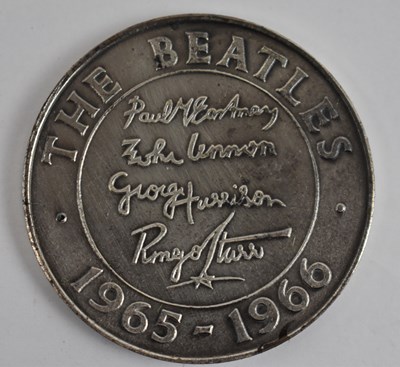 · THE BEATLES ·
Paul McCartney
John Lennon
George Harrison
Ringo Starr
1965-1966